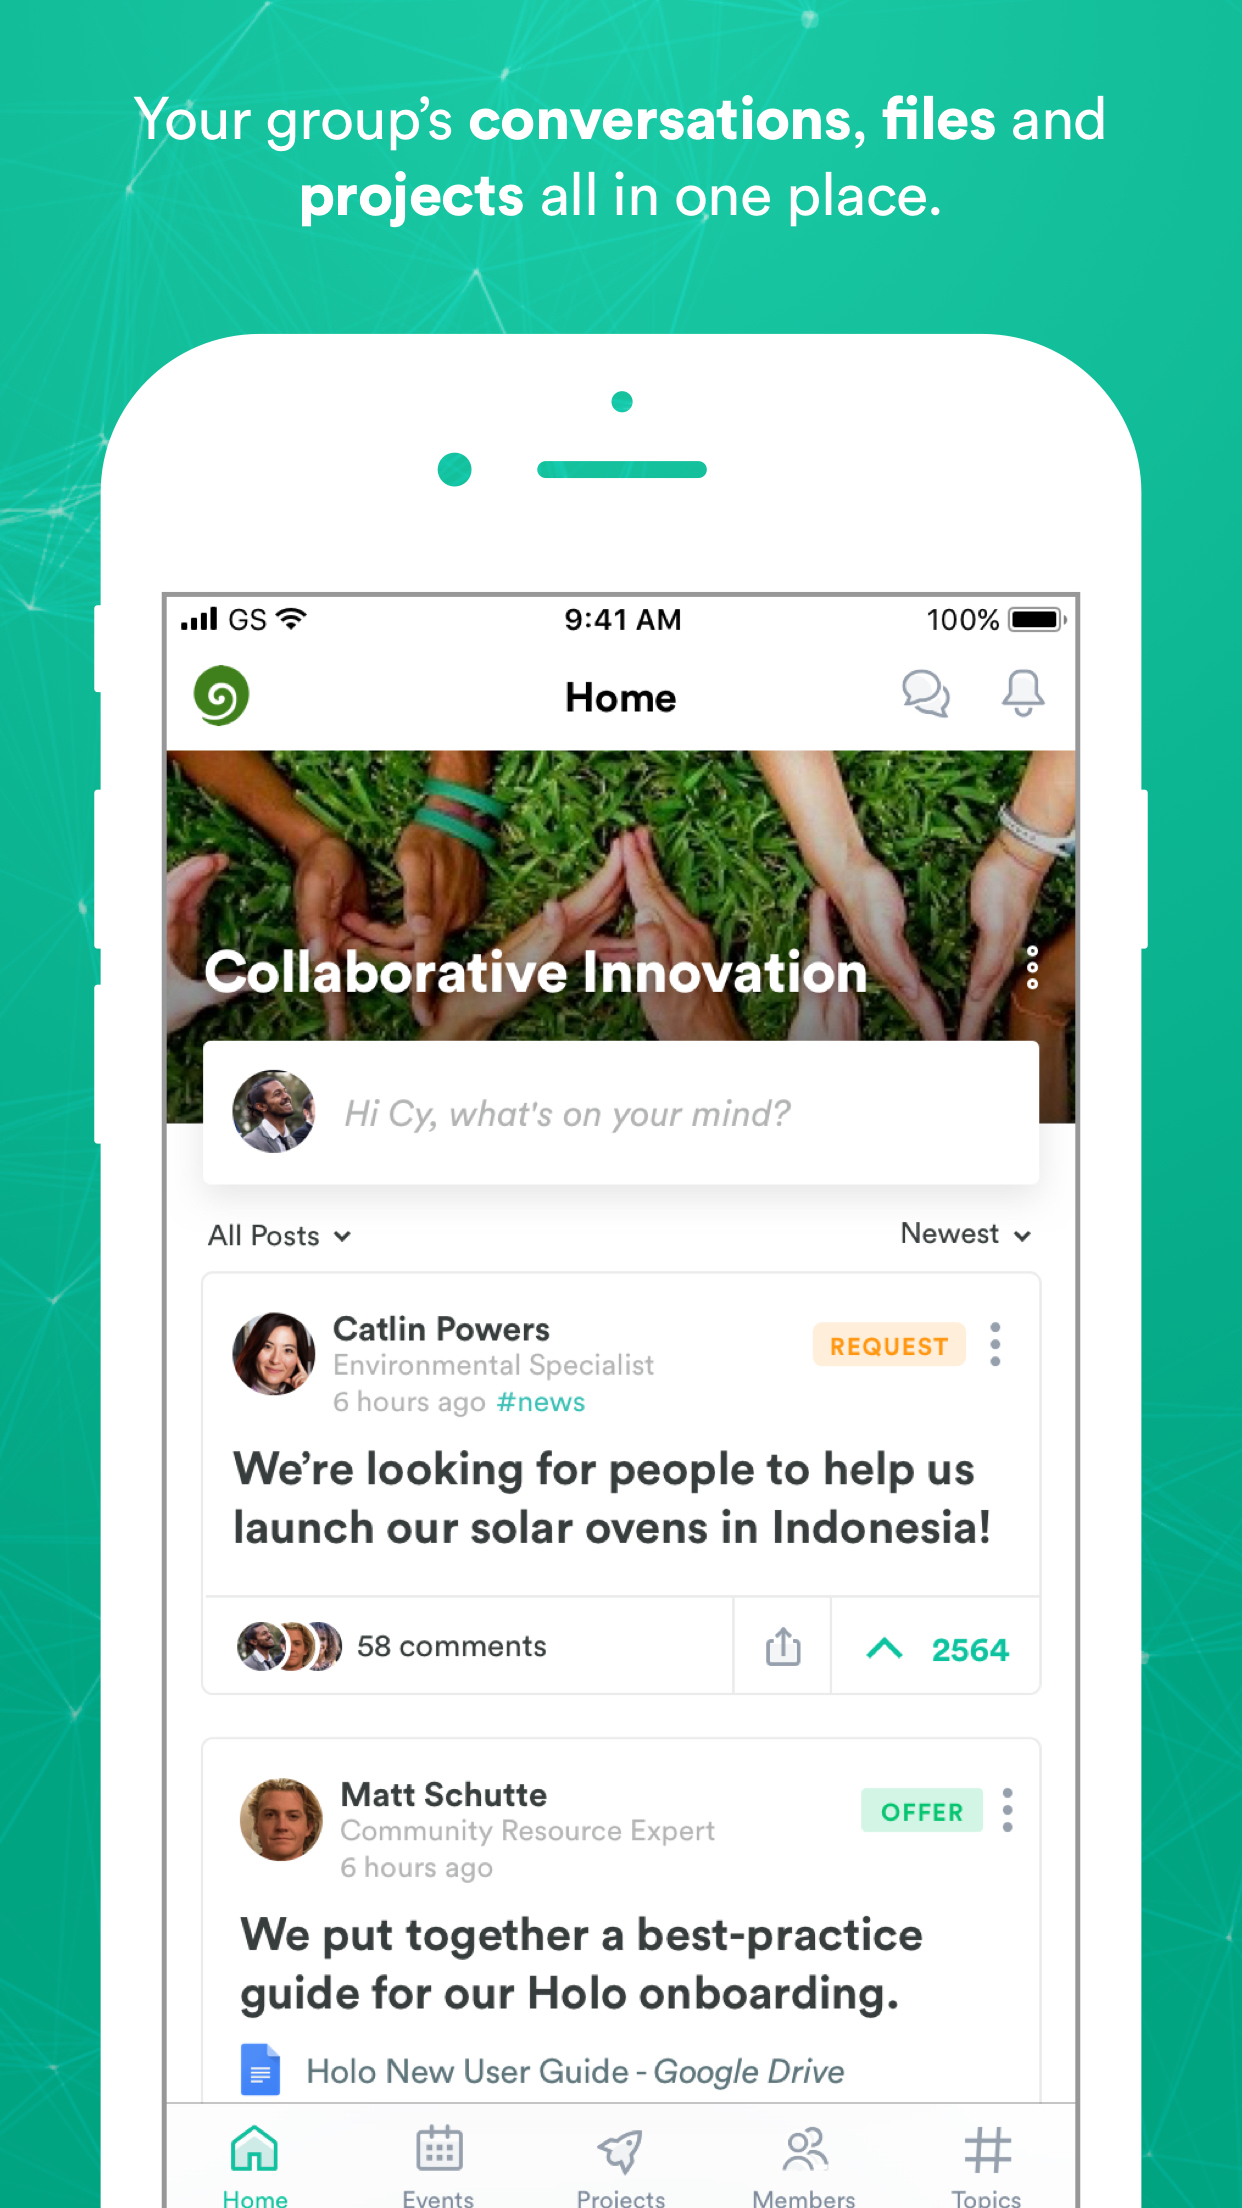 Your group's conversations, files and
projects all in one place.
GS 9:41 AM 100%
Home
Collaborative Innovation
Hi Cy, what's on your mind?
All Posts Newest
Catlin Powers
REQUEST
Environmental Specialist
6 hours ago #news
We're looking for people to help us
launch our solar ovens in Indonesia!
58 comments 2564
Matt Schutte
OFFER
Community Resource Expert
6 hours ago
We put together a best-practice
guide for our Holo onboarding.
Holo New User Guide - Google Drive
Home Events Projects Members Topics